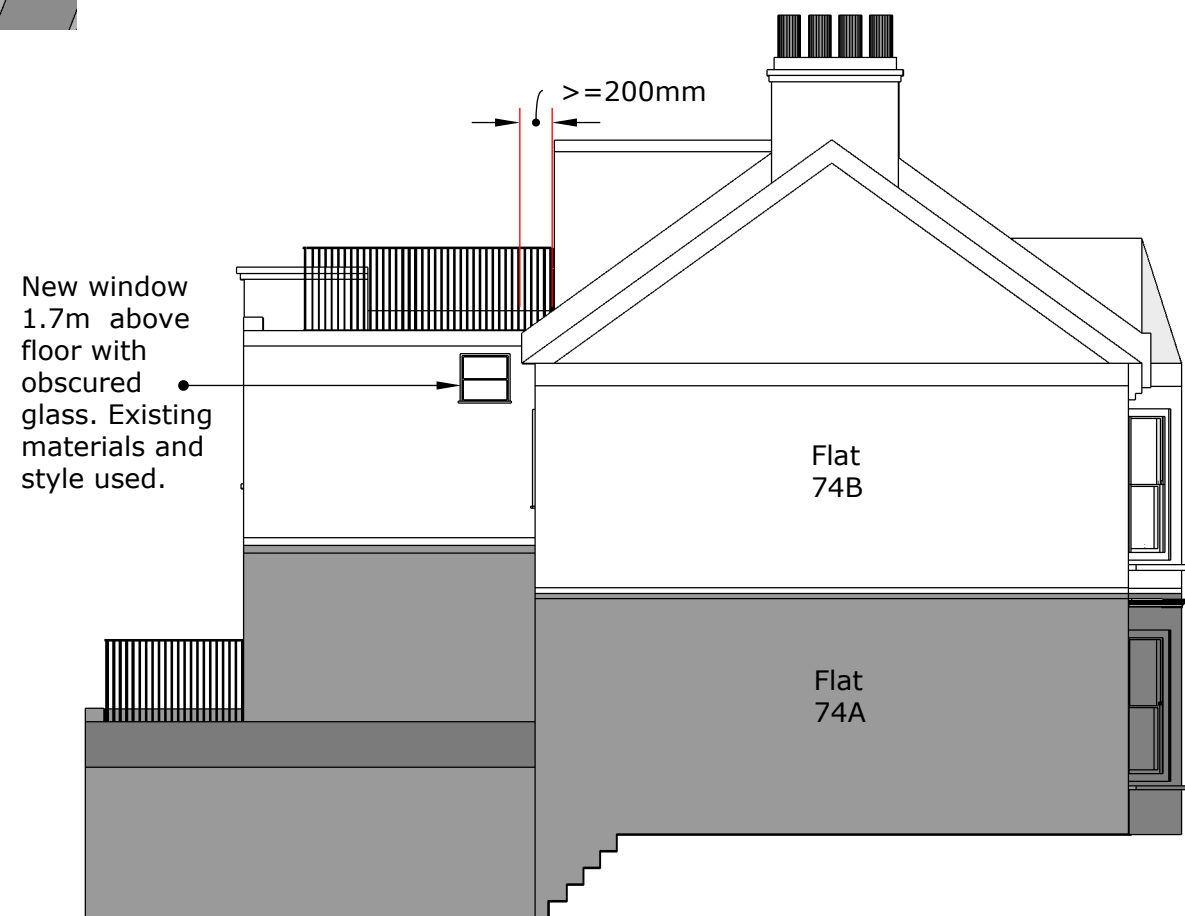 >=200mm
New window
1.7m above
floor with
obscured
glass. Existing
materials and
style used.
Flat
74B
Flat
74A